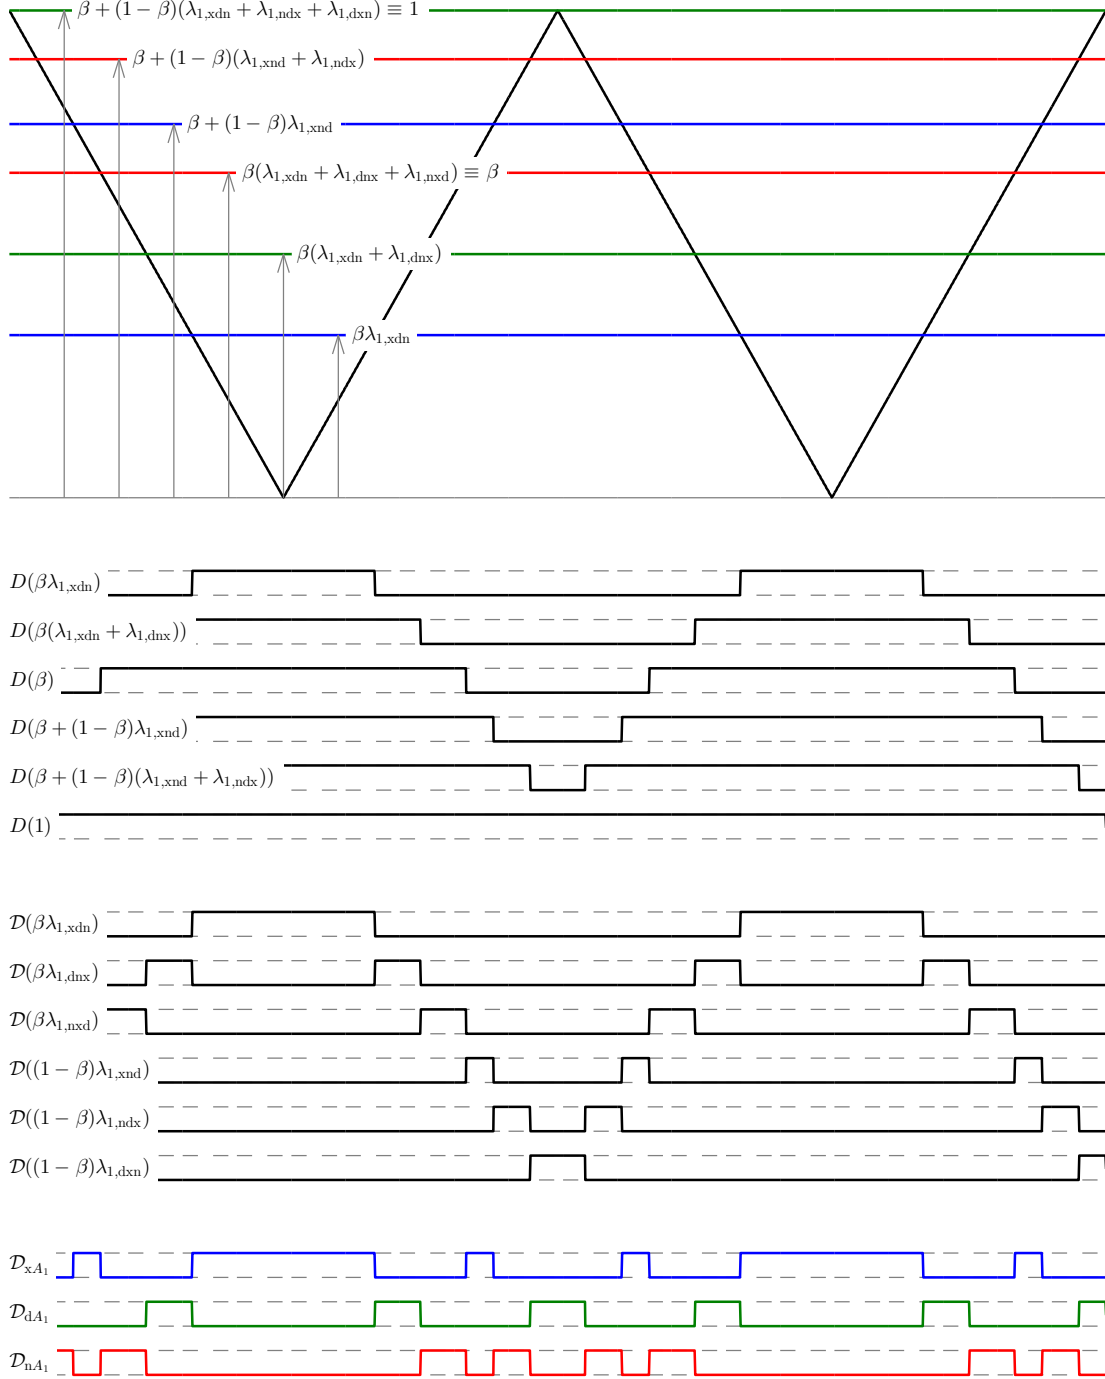 β + (1 − β)(λ₁,xdn + λ₁,ndx + λ₁,dxn) ≡ 1
β + (1 − β)(λ₁,xnd + λ₁,ndx)
β + (1 − β)λ₁,xnd
β(λ₁,xdn + λ₁,dnx + λ₁,nxd) ≡ β
β(λ₁,xdn + λ₁,dnx)
βλ₁,xdn
D(βλ₁,xdn)
D(β(λ₁,xdn + λ₁,dnx))
D(β)
D(β + (1 − β)λ₁,xnd)
D(β + (1 − β)(λ₁,xnd + λ₁,ndx))
D(1)
𝒟(βλ₁,xdn)
𝒟(βλ₁,dnx)
𝒟(βλ₁,nxd)
𝒟((1 − β)λ₁,xnd)
𝒟((1 − β)λ₁,ndx)
𝒟((1 − β)λ₁,dxn)
𝒟xA₁
𝒟dA₁
𝒟nA₁